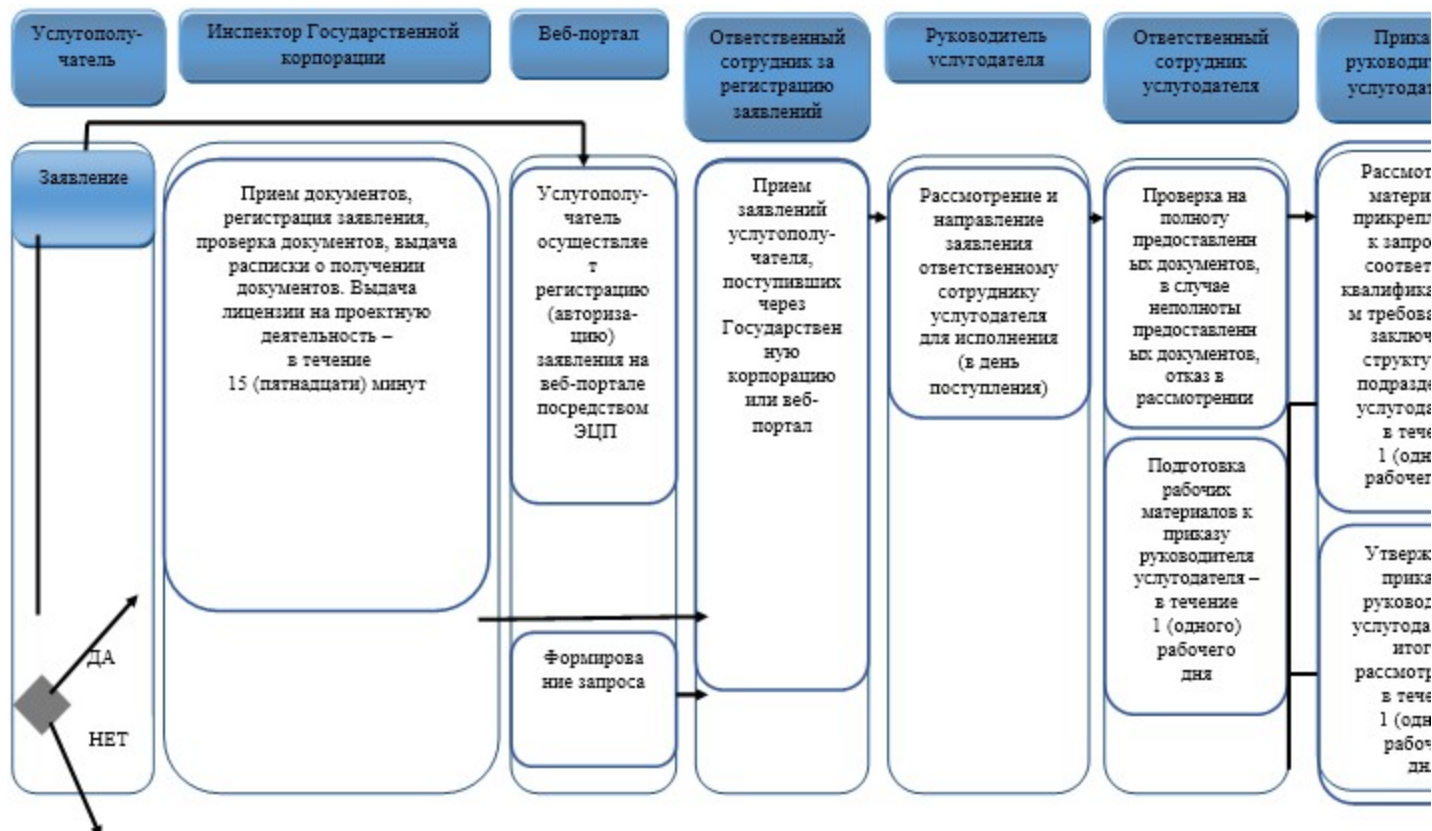 Услугополу-
чатель
Инспектор Государственной
корпорации
Веб-портал
Ответственный
сотрудник за
регистрацию
заявлений
Руководитель
услугодателя
Ответственный
сотрудник
услугодателя
Заявление
ДА
НЕТ
Прием документов,
регистрация заявления,
проверка документов, выдача
расписки о получении
документов. Выдача
лицензии на проектную
деятельность –
в течение
15 (пятнадцати) минут
Услугополу-
чатель
осуществляе
т
регистрацию
(авториза-
цию)
заявления на
веб-портале
посредством
ЭЦП
Формирова
ние запроса
Прием
заявлений
услугополу-
чателя,
поступивших
через
Государствен
ную
корпорацию
или веб-
портал
Рассмотрение и
направление
заявления
ответственному
сотруднику
услугодателя
для исполнения
(в день
поступления)
Проверка на
полноту
предоставленн
ых документов,
в случае
неполноты
предоставленн
ых документов,
отказ в
рассмотрении
Подготовка
рабочих
материалов к
приказу
руководителя
услугодателя –
в течение
1 (одного)
рабочего
дня
к
м
в
1
в
1